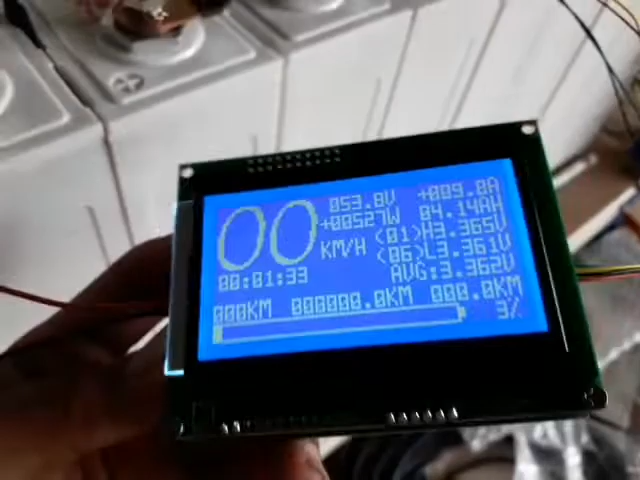 053.8V +009.8A
+00527W 04.14AH
00 KM/H (01)H3.365V
(06)L3.361V
00:01:33 AVG:3.362V
000KM 000000.0KM 000.0KM
3%